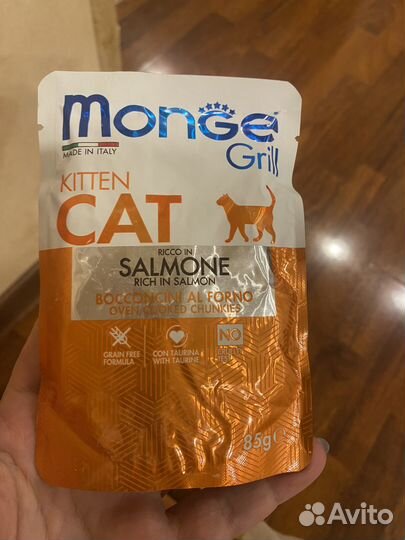 Monge
MADE IN ITALY
Grill
KITTEN
CAT
RICCO IN
SALMONE
RICH IN SALMON
BOCCONCINI AL FORNO
OVEN COOKED CHUNKIES
GRAIN FREE
FORMULA
CON TAURINA
WITH TAURINE
NO
85g
Avito